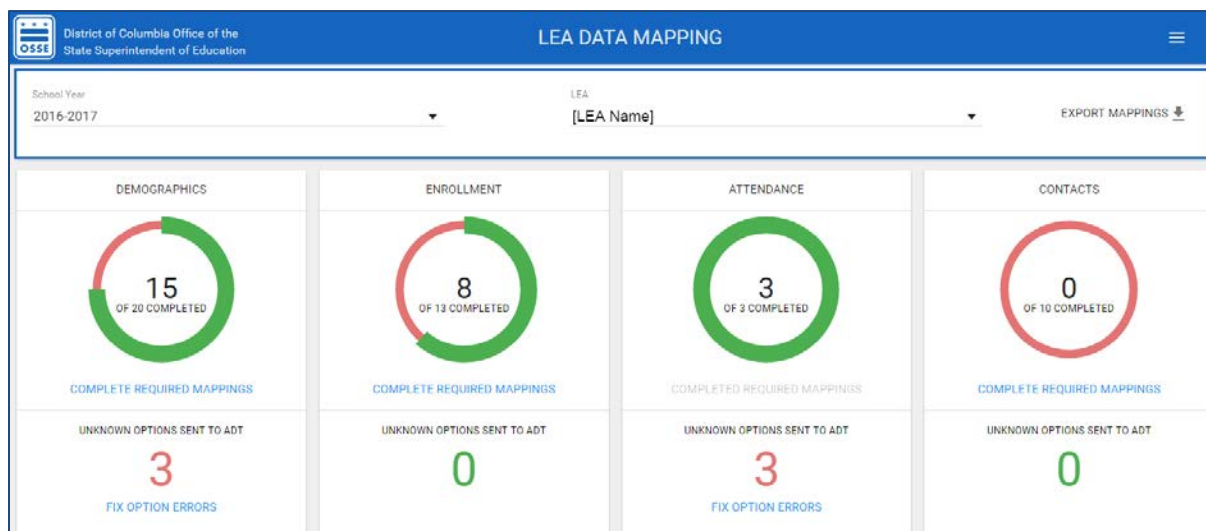 OSSE
District of Columbia Office of the
State Superintendent of Education
LEA DATA MAPPING
School Year
2016-2017
LEA
[LEA Name]
EXPORT MAPPINGS
DEMOGRAPHICS
15
OF 20 COMPLETED
COMPLETE REQUIRED MAPPINGS
UNKNOWN OPTIONS SENT TO ADT
3
FIX OPTION ERRORS
ENROLLMENT
8
OF 13 COMPLETED
COMPLETE REQUIRED MAPPINGS
UNKNOWN OPTIONS SENT TO ADT
0
ATTENDANCE
3
OF 3 COMPLETED
COMPLETED REQUIRED MAPPINGS
UNKNOWN OPTIONS SENT TO ADT
3
FIX OPTION ERRORS
CONTACTS
0
OF 10 COMPLETED
COMPLETE REQUIRED MAPPINGS
UNKNOWN OPTIONS SENT TO ADT
0